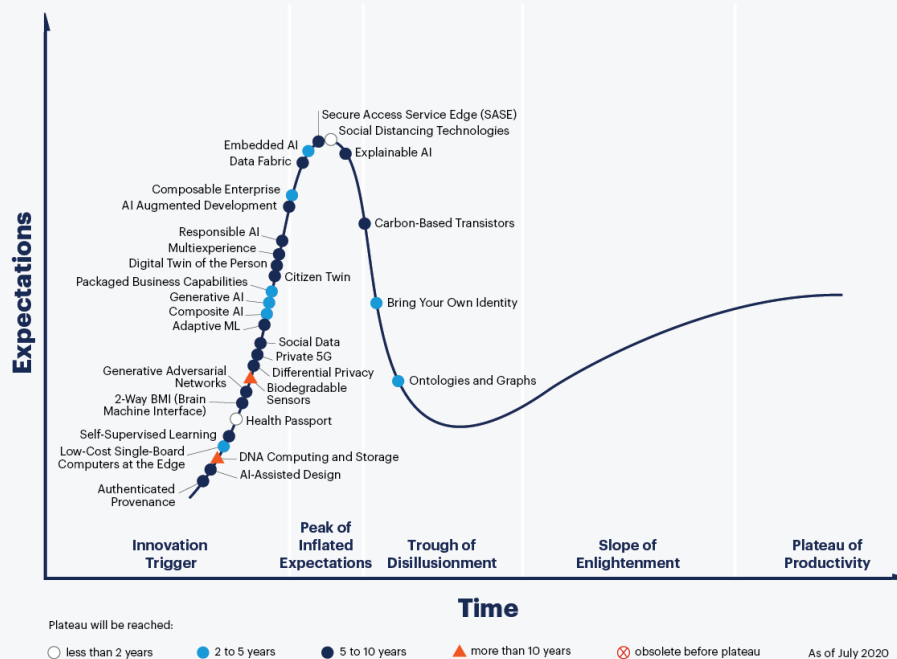 Expectations
Secure Access Service Edge (SASE)
Social Distancing Technologies
Embedded AI
Explainable AI
Data Fabric
Composable Enterprise
AI Augmented Development
Carbon-Based Transistors
Responsible AI
Multiexperience
Digital Twin of the Person
Citizen Twin
Packaged Business Capabilities
Generative AI
Bring Your Own Identity
Composite AI
Adaptive ML
Social Data
Private 5G
Differential Privacy
Generative Adversarial
Networks
Biodegradable
Sensors
Ontologies and Graphs
2-Way BMI (Brain
Machine Interface)
Health Passport
Self-Supervised Learning
Low-Cost Single-Board
Computers at the Edge
DNA Computing and Storage
AI-Assisted Design
Authenticated
Provenance
Innovation
Trigger
Peak of
Inflated
Expectations
Trough of
Disillusionment
Slope of
Enlightenment
Plateau of
Productivity
Time
Plateau will be reached:
less than 2 years
2 to 5 years
5 to 10 years
more than 10 years
obsolete before plateau
As of July 2020